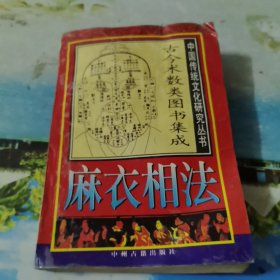 中国传统文化研究丛书
古今术数类图书集成
麻衣相法
中州古籍出版社